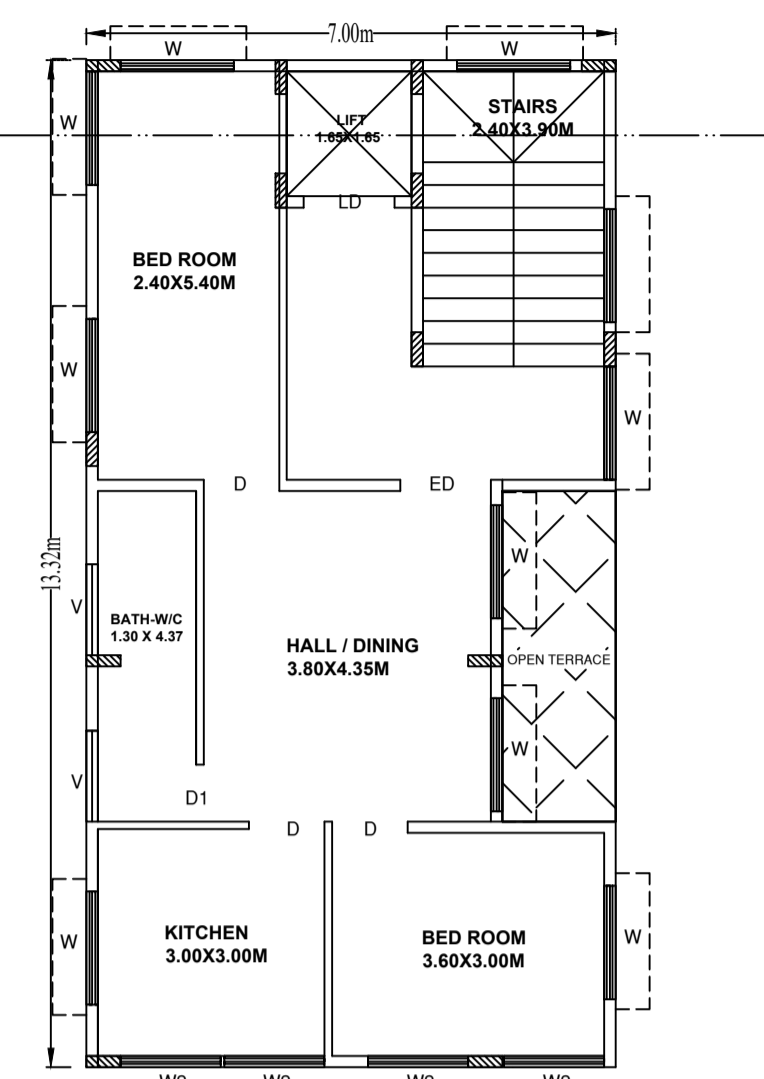 7.00m
W
W
W
LIFT
1.65X1.65
STAIRS
2.40X3.90M
LD
BED ROOM
2.40X5.40M
W
W
D
ED
13.32m
W
V
BATH-W/C
1.30 X 4.37
HALL / DINING
3.80X4.35M
OPEN TERRACE
W
V
D1
D
D
KITCHEN
3.00X3.00M
W
BED ROOM
3.60X3.00M
W